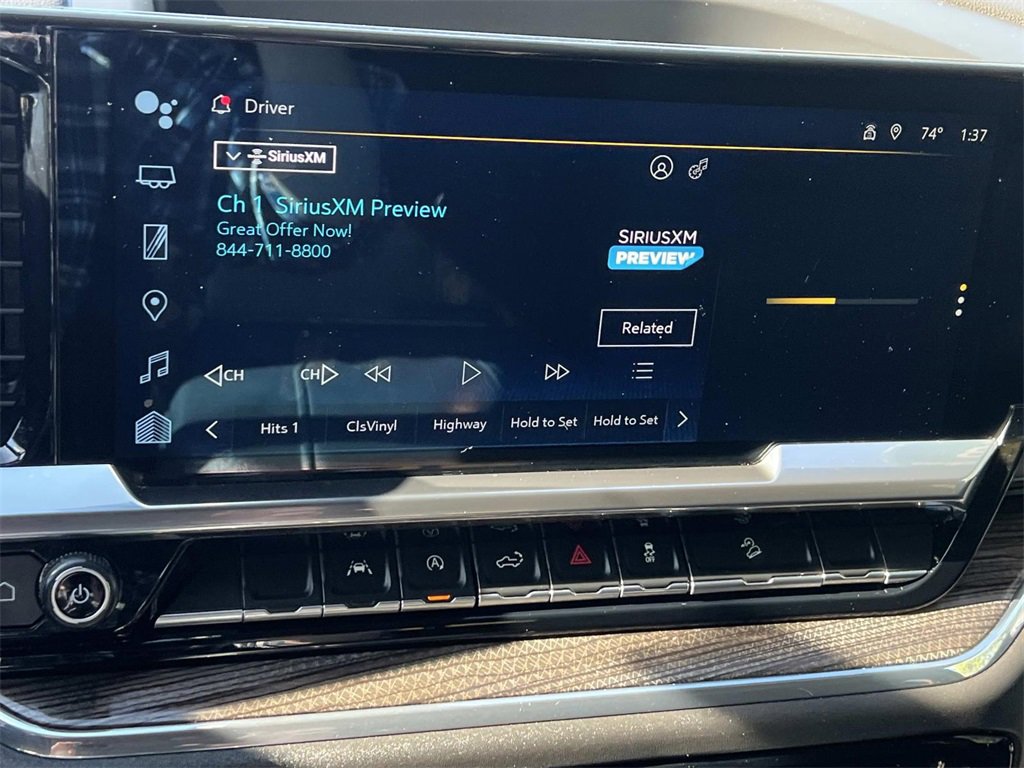 Driver
74° 1:37
SiriusXM
Ch 1 SiriusXM Preview
Great Offer Now!
844-711-8800
SIRIUSXM
PREVIEW
Related
CH CH
Hits 1 ClsVinyl Highway Hold to Set Hold to Set
A
OFF